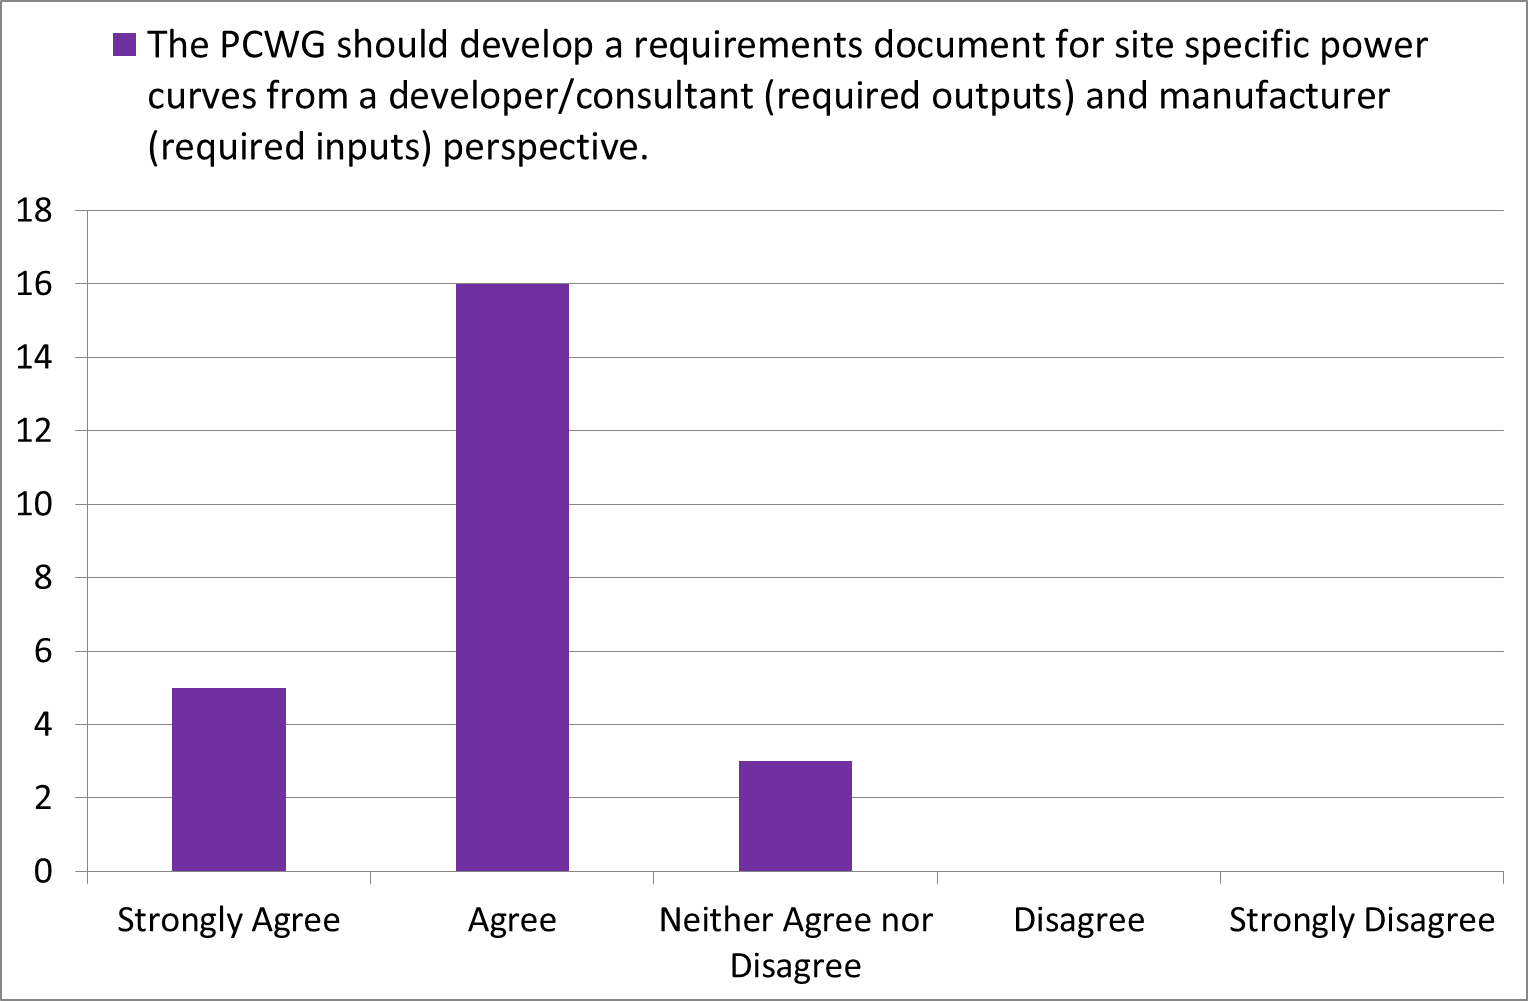 The PCWG should develop a requirements document for site specific power
curves from a developer/consultant (required outputs) and manufacturer
(required inputs) perspective.
18
16
14
12
10
8
6
4
2
0
Strongly Agree
Agree
Neither Agree nor
Disagree
Disagree
Strongly Disagree